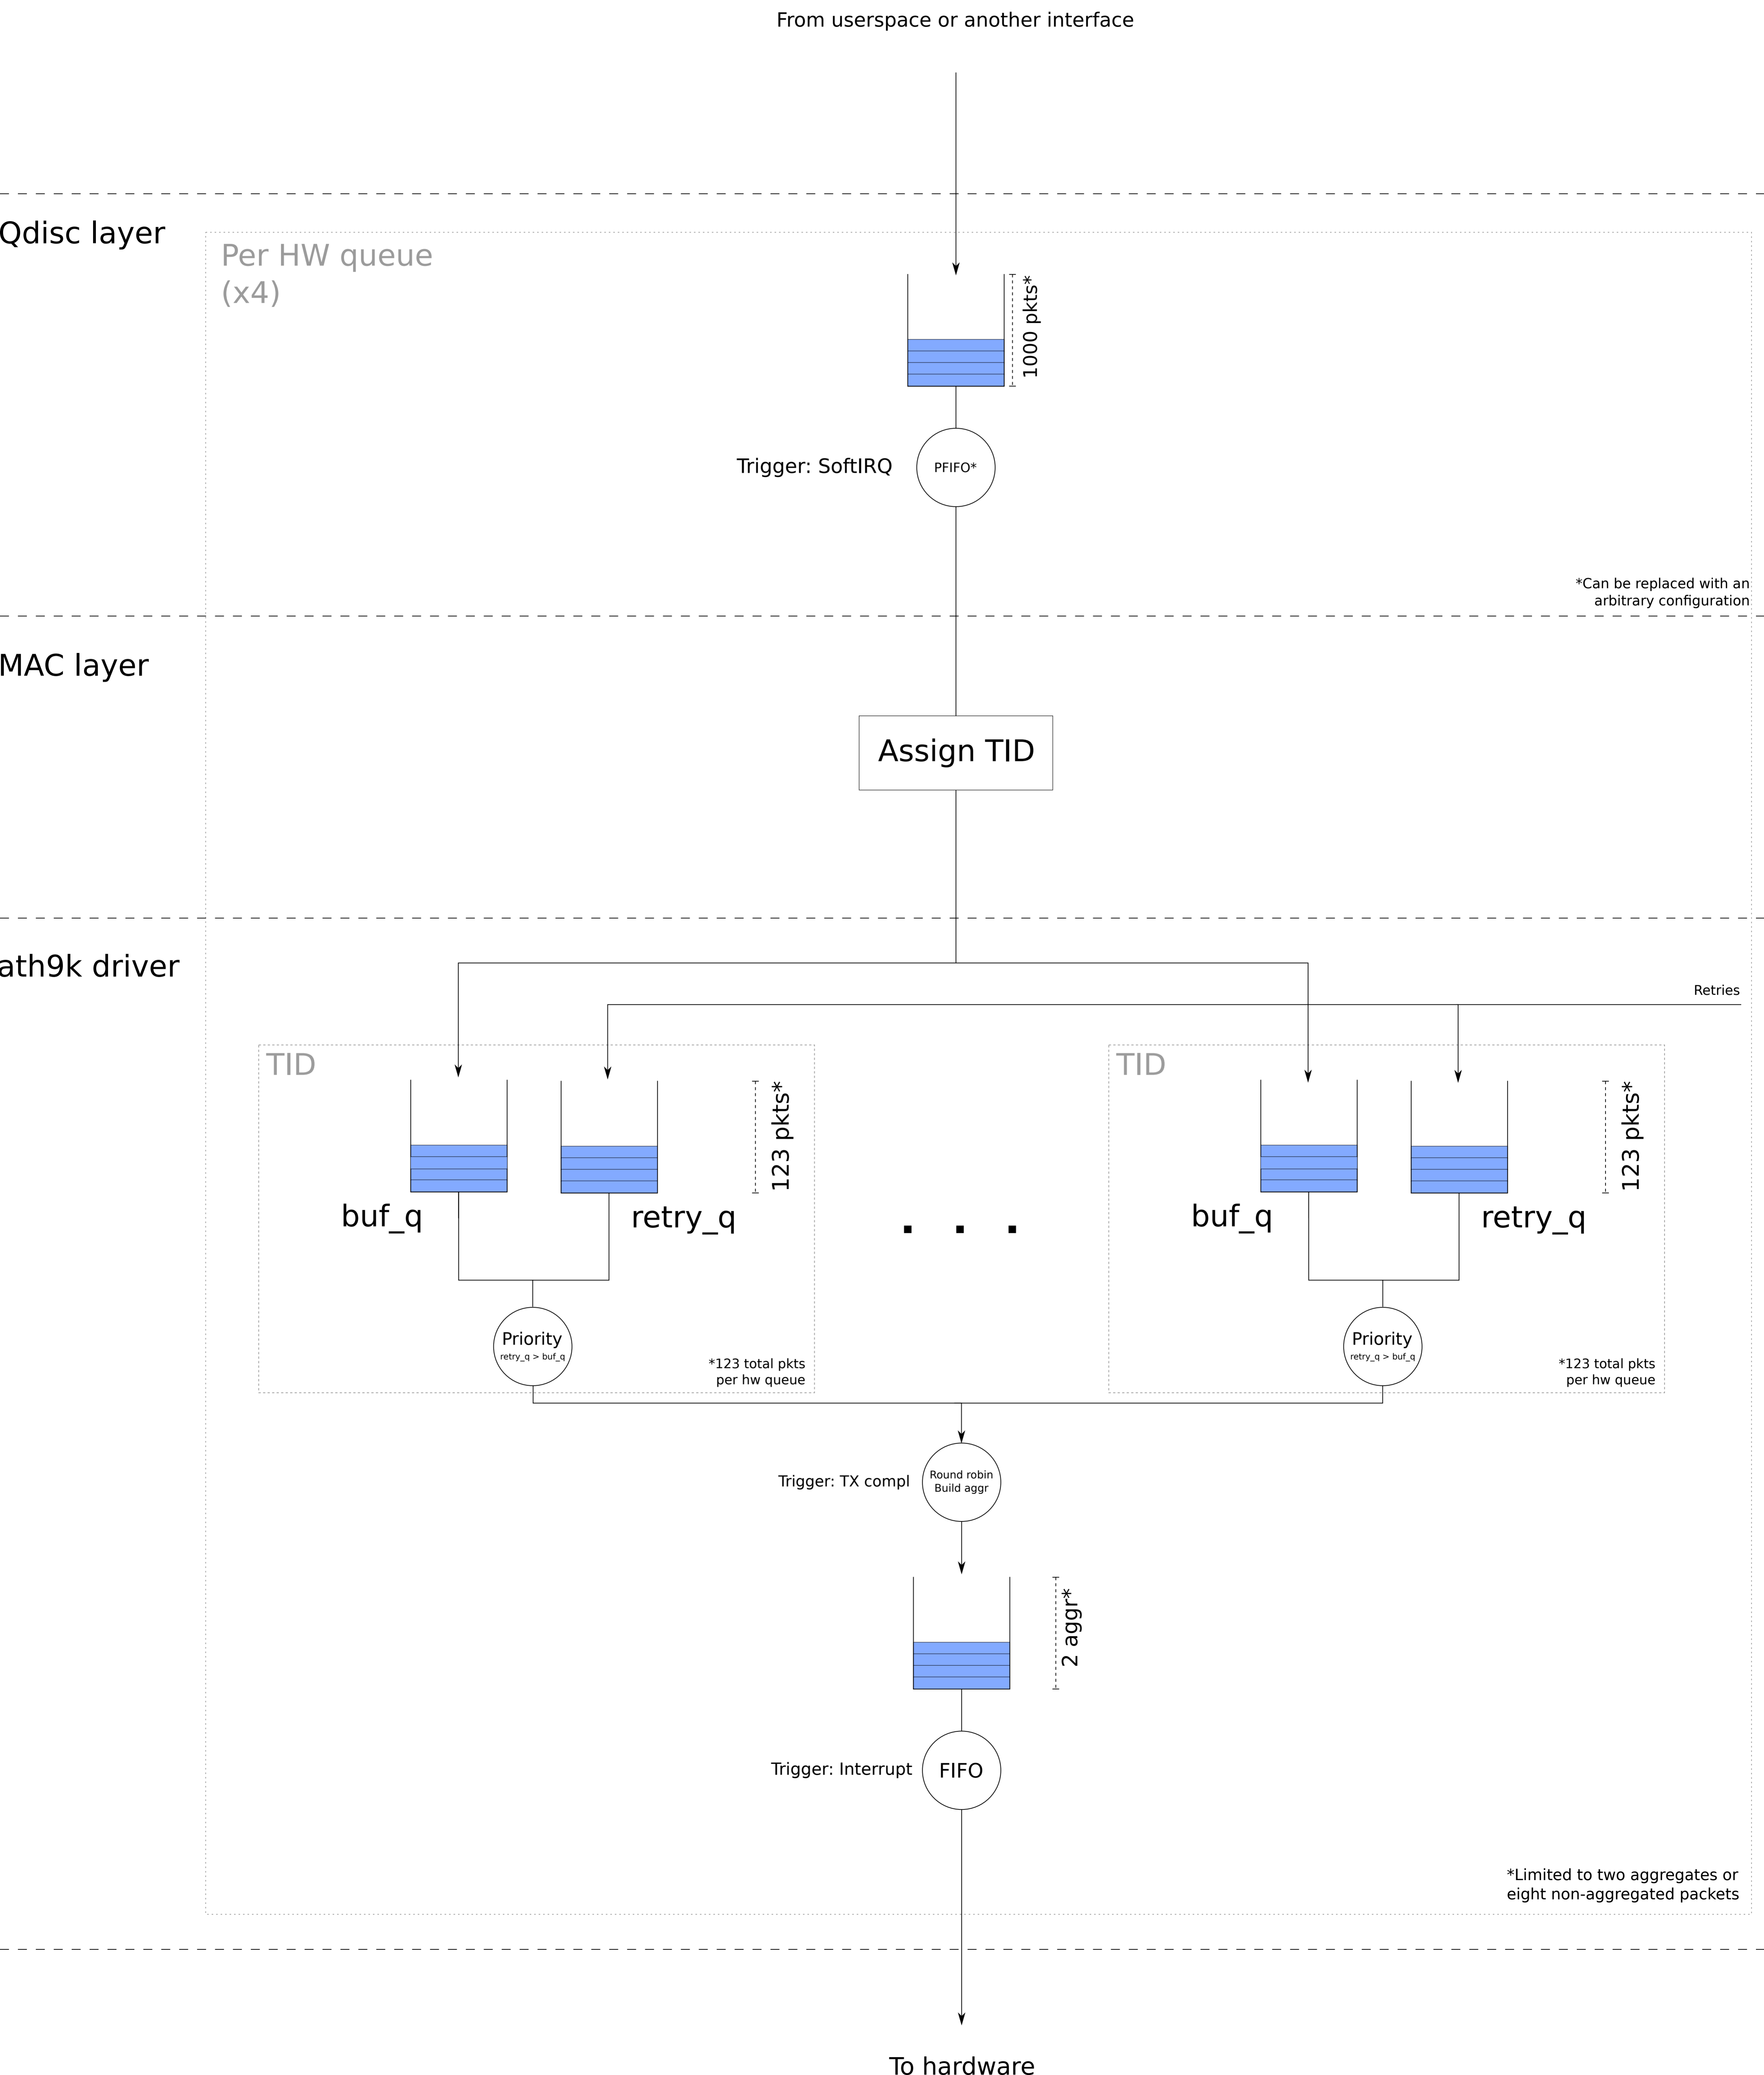 From userspace or another interface
Qdisc layer
Per HW queue
(x4)
1000 pkts*
Trigger: SoftIRQ
PFIFO*
*Can be replaced with an
arbitrary configuration
MAC layer
Assign TID
ath9k driver
Retries
TID
123 pkts*
buf_q
retry_q
Priority
retry_q > buf_q
*123 total pkts
per hw queue
. . .
TID
123 pkts*
buf_q
retry_q
Priority
retry_q > buf_q
*123 total pkts
per hw queue
Trigger: TX compl
Round robin
Build aggr
2 aggr*
Trigger: Interrupt
FIFO
*Limited to two aggregates or
eight non-aggregated packets
To hardware